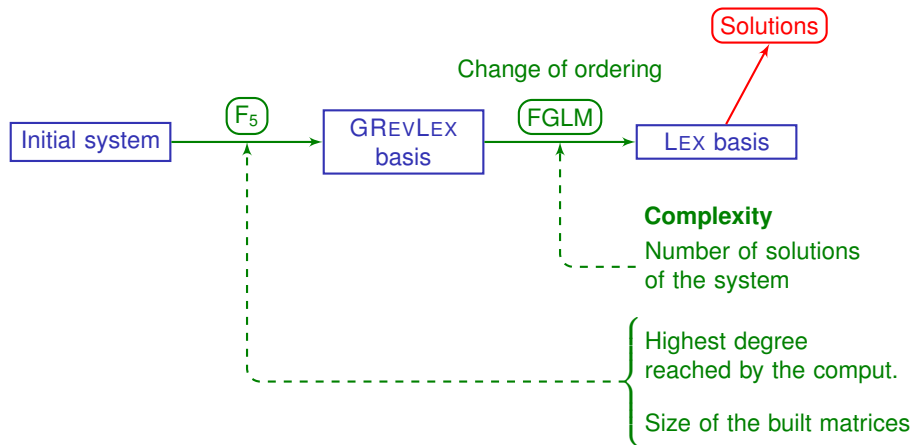 Solutions
Change of ordering
F5
FGLM
Initial system
GREVLEX
basis
LEX basis
Complexity
Number of solutions
of the system
Highest degree
reached by the comput.
Size of the built matrices